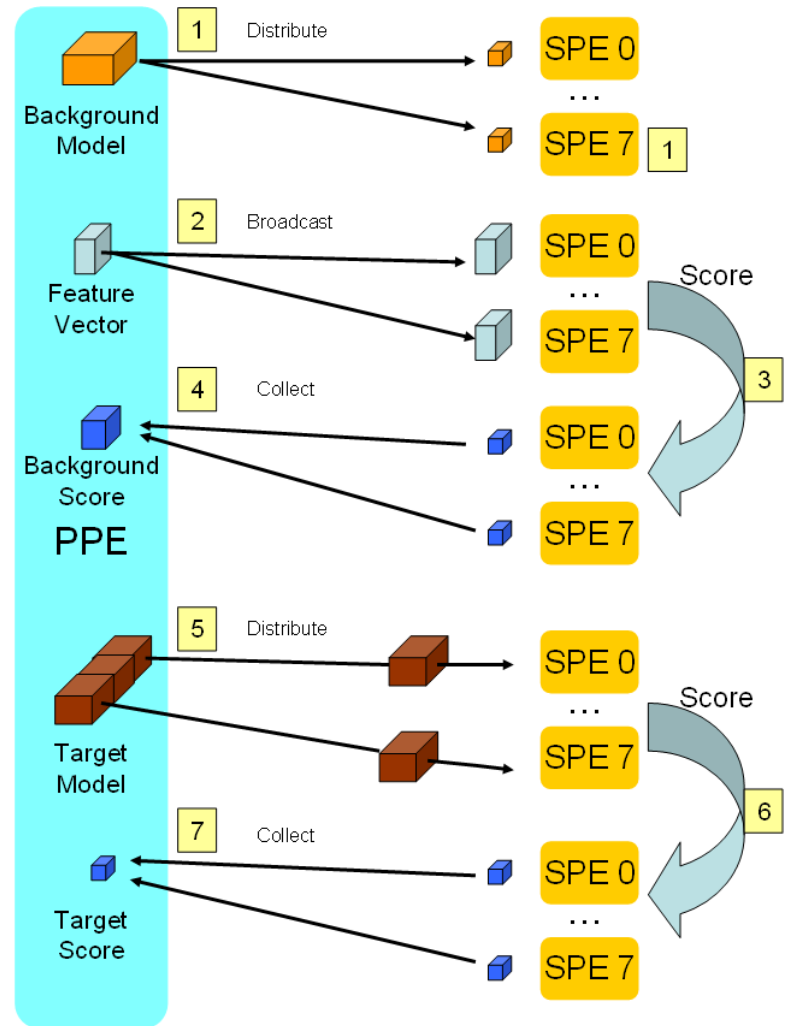 1 Distribute
SPE 0
...
Background
Model
SPE 7 1
2 Broadcast
SPE 0
Feature
Vector
...
Score
SPE 7
3
4 Collect
SPE 0
Background
Score
...
SPE 7
PPE
5 Distribute
SPE 0
...
Score
Target
Model
SPE 7
6
7 Collect
SPE 0
...
Target
Score
SPE 7